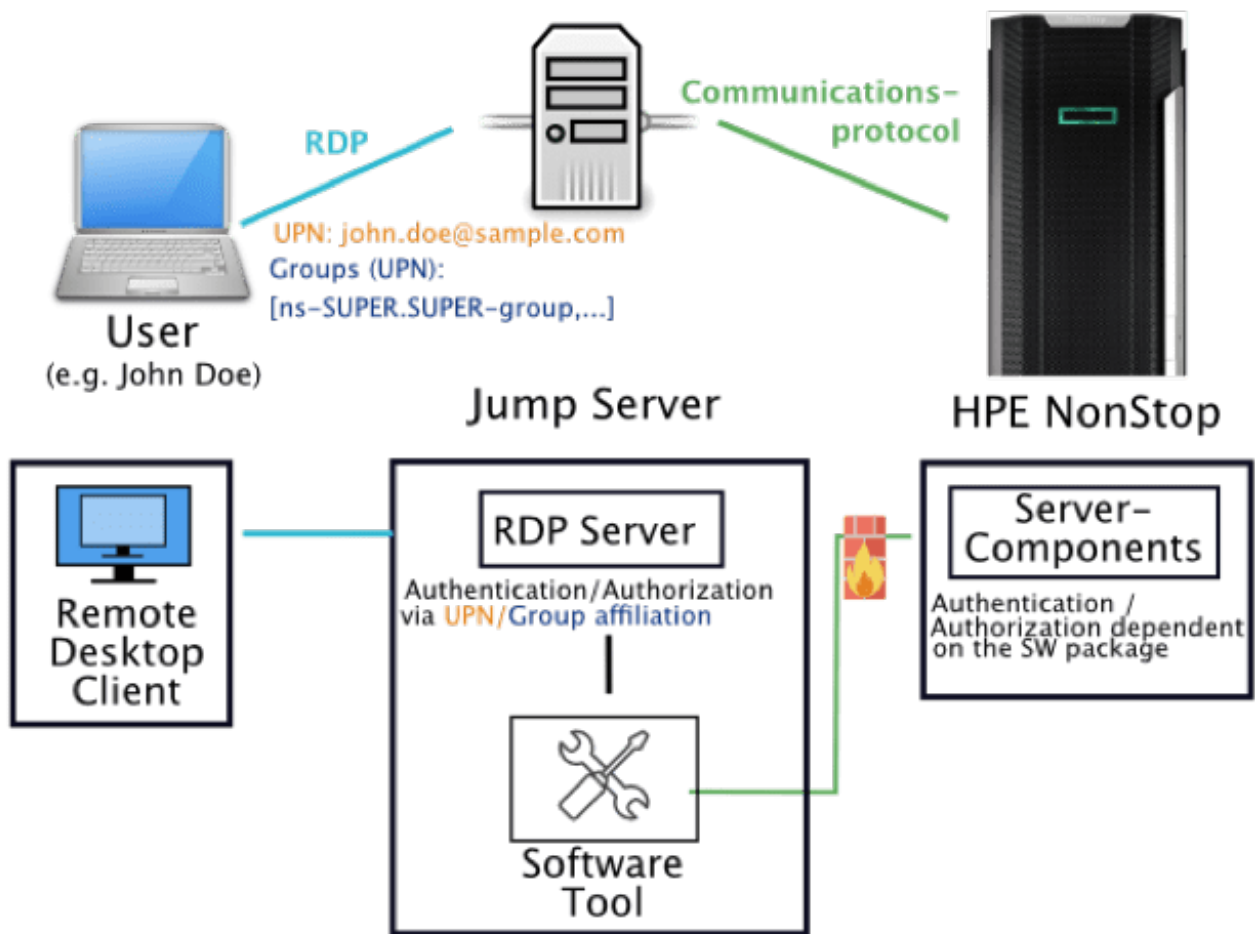 RDP
Communications-
protocol
UPN: john.doe@sample.com
Groups (UPN):
[ns-SUPER.SUPER-group,...]
User
(e.g. John Doe)
Jump Server
HPE NonStop
Remote
Desktop
Client
RDP Server
Authentication/Authorization
via UPN/Group affiliation
Software
Tool
Server-
Components
Authentication /
Authorization dependent
on the SW package